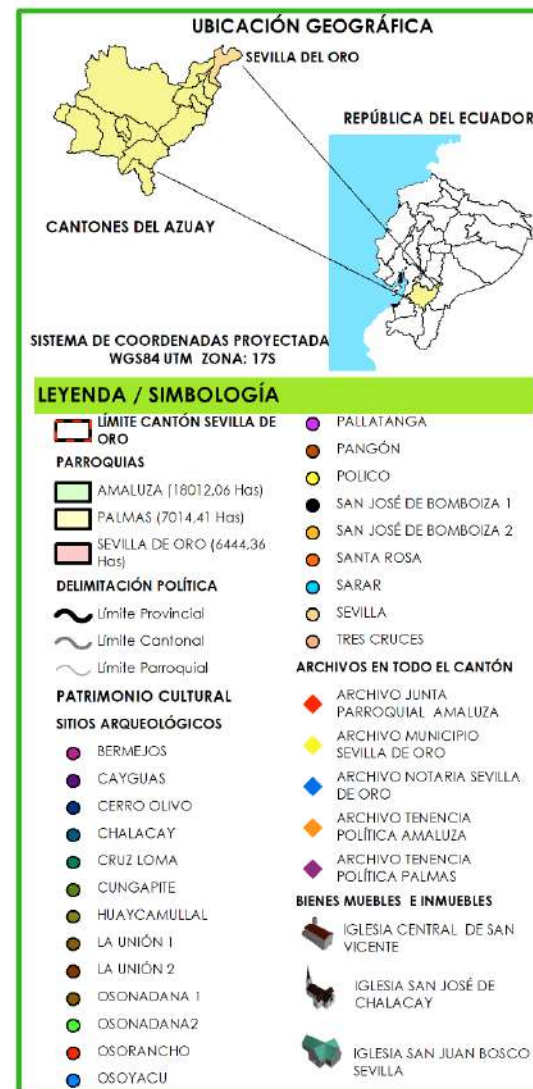 UBICACIÓN GEOGRÁFICA
SEVILLA DEL ORO
REPÚBLICA DEL ECUADOR
CANTONES DEL AZUAY
SISTEMA DE COORDENADAS PROYECTADA
WGS84 UTM ZONA: 17S
LEYENDA / SIMBOLOGÍA
LÍMITE CANTÓN SEVILLA DE
ORO
PARROQUIAS
AMALUZA (18012,06 Has)
PALMAS (7014,41 Has)
SEVILLA DE ORO (6444,36
Has)
DELIMITACIÓN POLÍTICA
Límite Provincial
Límite Cantonal
Límite Parroquial
PATRIMONIO CULTURAL
SITIOS ARQUEOLÓGICOS
BERMEJOS
CAYGUAS
CERRO OLIVO
CHALACAY
CRUZ LOMA
CUNGAPITE
HUAYCAMULLAL
LA UNIÓN 1
LA UNIÓN 2
OSONADANA 1
OSONADANA2
OSORANCHO
OSOYACU
PALLATANGA
PANGÓN
POLICO
SAN JOSÉ DE BOMBOIZA 1
SAN JOSÉ DE BOMBOIZA 2
SANTA ROSA
SARAR
SEVILLA
TRES CRUCES
ARCHIVOS EN TODO EL CANTÓN
ARCHIVO JUNTA
PARROQUIAL AMALUZA
ARCHIVO MUNICIPIO
SEVILLA DE ORO
ARCHIVO NOTARIA SEVILLA
DE ORO
ARCHIVO TENENCIA
POLÍTICA AMALUZA
ARCHIVO TENENCIA
POLÍTICA PALMAS
BIENES MUEBLES E INMUEBLES
IGLESIA CENTRAL DE SAN
VICENTE
IGLESIA SAN JOSÉ DE
CHALACAY
IGLESIA SAN JUAN BOSCO
SEVILLA